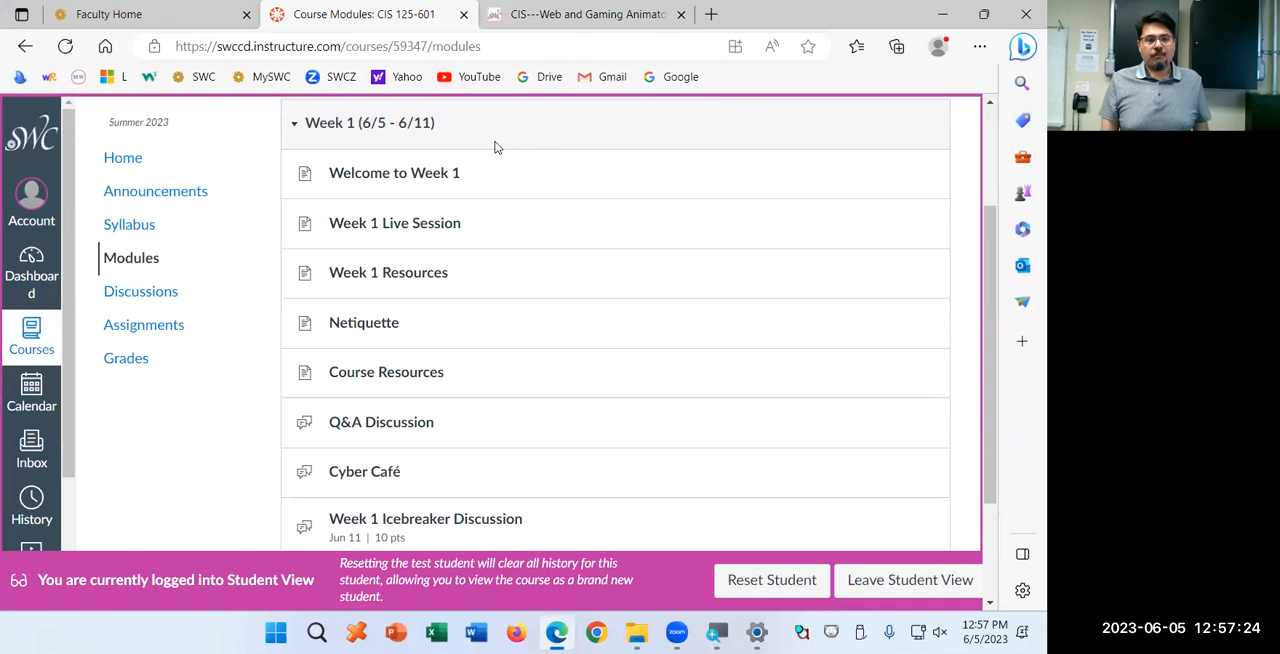 Faculty Home
Course Modules: CIS 125-601
CIS---Web and Gaming Animato
https://swccd.instructure.com/courses/59347/modules
L
SWC
MySWC
SWCZ
Yahoo
YouTube
Drive
Gmail
Google
SWC
Account
Dashboar
d
Courses
Calendar
Inbox
History
Summer 2023
Home
Announcements
Syllabus
Modules
Discussions
Assignments
Grades
Week 1 (6/5 - 6/11)
Welcome to Week 1
Week 1 Live Session
Week 1 Resources
Netiquette
Course Resources
Q&A Discussion
Cyber Café
Week 1 Icebreaker Discussion
Jun 11 | 10 pts
You are currently logged into Student View
Resetting the test student will clear all history for this
student, allowing you to view the course as a brand new
student.
Reset Student
Leave Student View
zoom
12:57 PM
6/5/2023
2023-06-05 12:57:24